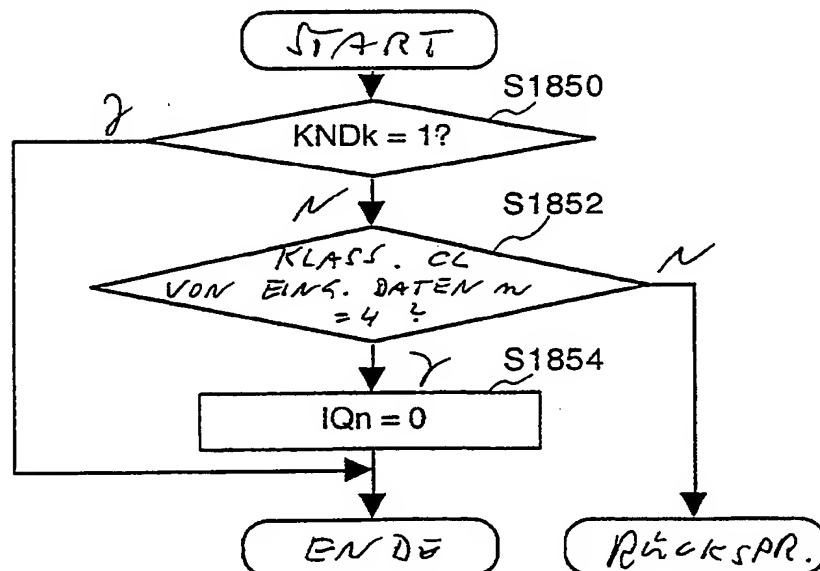 START
S1850
J
KNDk = 1?
N
S1852
KLASS. CL
VON EING. DATEN n
= 4 ?
N
J
S1854
IQn = 0
ENDE
RÜCKSPR.